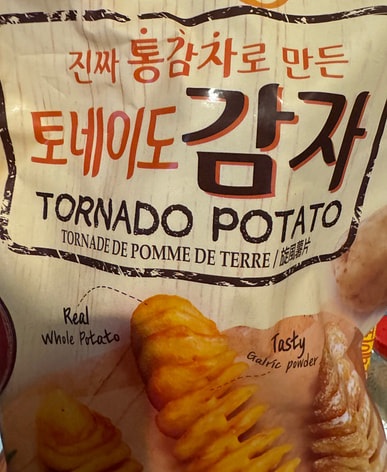 진짜 통감자로 만든
토네이도 감자
TORNADO POTATO
TORNADE DE POMME DE TERRE / 旋風薯片
Real
Whole Potato
Tasty
Galric powder